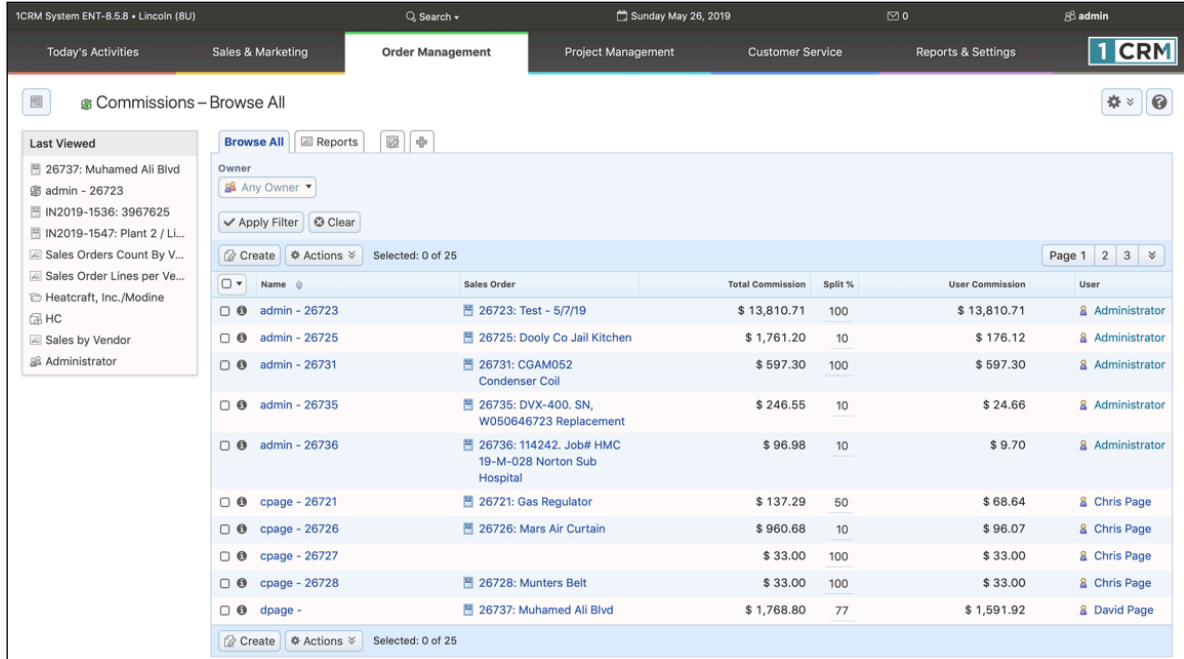 1CRM System ENT-8.5.8 • Lincoln (8U) Search Sunday May 26, 2019 0 admin
Today's Activities Sales & Marketing Order Management Project Management Customer Service Reports & Settings 1 CRM
Commissions – Browse All
Last Viewed
26737: Muhamed Ali Blvd
admin - 26723
IN2019-1536: 3967625
IN2019-1547: Plant 2 / Li...
Sales Orders Count By V...
Sales Order Lines per Ve...
Heatcraft, Inc./Modine
HC
Sales by Vendor
Administrator
Browse All Reports
Owner
Any Owner
Apply Filter Clear
Create Actions Selected: 0 of 25 Page 1 2 3
Name Sales Order Total Commission Split % User Commission User
admin - 26723 26723: Test - 5/7/19 $ 13,810.71 100 $ 13,810.71 Administrator
admin - 26725 26725: Dooly Co Jail Kitchen $ 1,761.20 10 $ 176.12 Administrator
admin - 26731 26731: CGAM052 $ 597.30 100 $ 597.30 Administrator
Condenser Coil
admin - 26735 26735: DVX-400. SN, $ 246.55 10 $ 24.66 Administrator
W050646723 Replacement
admin - 26736 26736: 114242. Job# HMC $ 96.98 10 $ 9.70 Administrator
19-M-028 Norton Sub
Hospital
cpage - 26721 26721: Gas Regulator $ 137.29 50 $ 68.64 Chris Page
cpage - 26726 26726: Mars Air Curtain $ 960.68 10 $ 96.07 Chris Page
cpage - 26727 $ 33.00 100 $ 33.00 Chris Page
cpage - 26728 26728: Munters Belt $ 33.00 100 $ 33.00 Chris Page
dpage - 26737: Muhamed Ali Blvd $ 1,768.80 77 $ 1,591.92 David Page
Create Actions Selected: 0 of 25